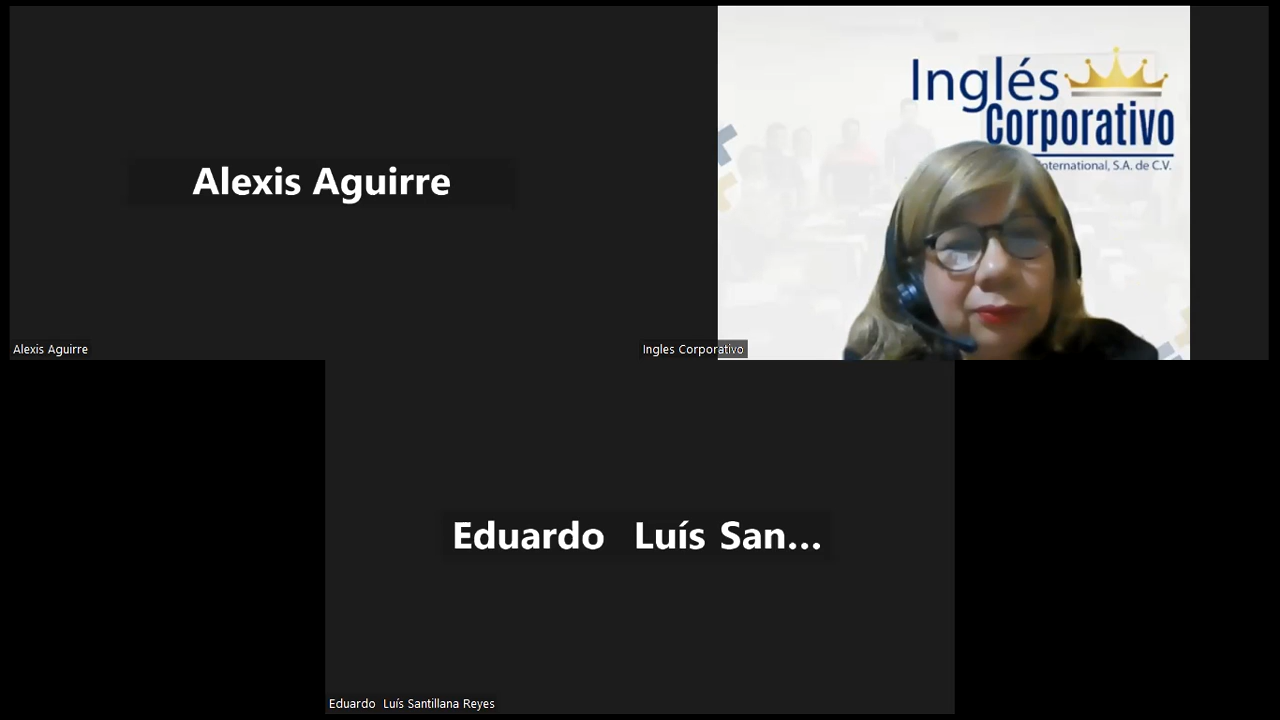 Alexis Aguirre
Alexis Aguirre
Inglés
Corporativo
International, S.A. de C.V.
Ingles Corporativo
Eduardo Luís San...
Eduardo Luís Santillana Reyes